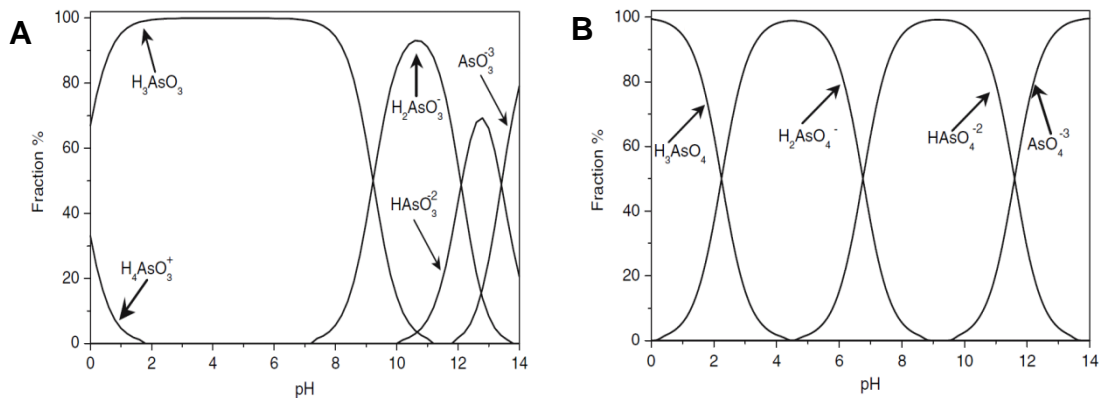 A
100
80
60
40
20
0
Fraction %
H₃AsO₃
H₄AsO₃⁺
H₂AsO₃⁻
HAsO₃⁻²
AsO₃⁻³
0 2 4 6 8 10 12 14
pH
B
100
80
60
40
20
0
Fraction %
H₃AsO₄
H₂AsO₄⁻
HAsO₄⁻²
AsO₄⁻³
0 2 4 6 8 10 12 14
pH